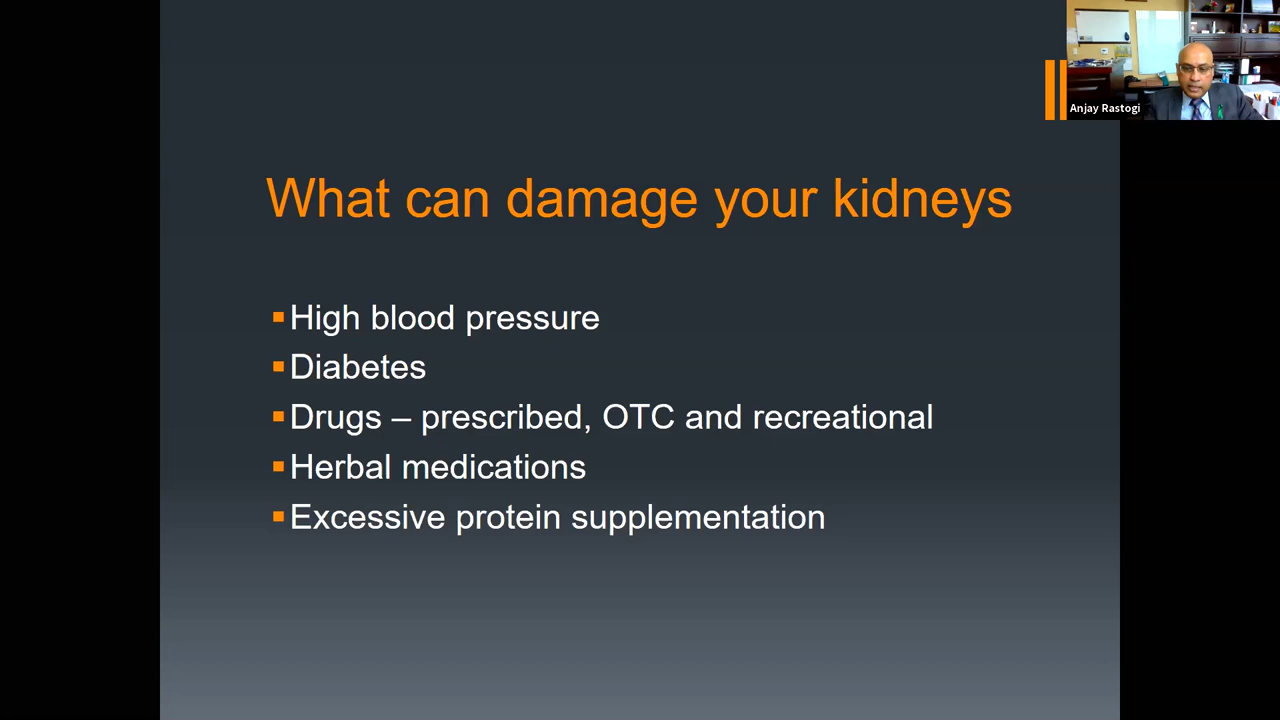 Anjay Rastogi
What can damage your kidneys
▪High blood pressure
▪Diabetes
▪Drugs – prescribed, OTC and recreational
▪Herbal medications
▪Excessive protein supplementation